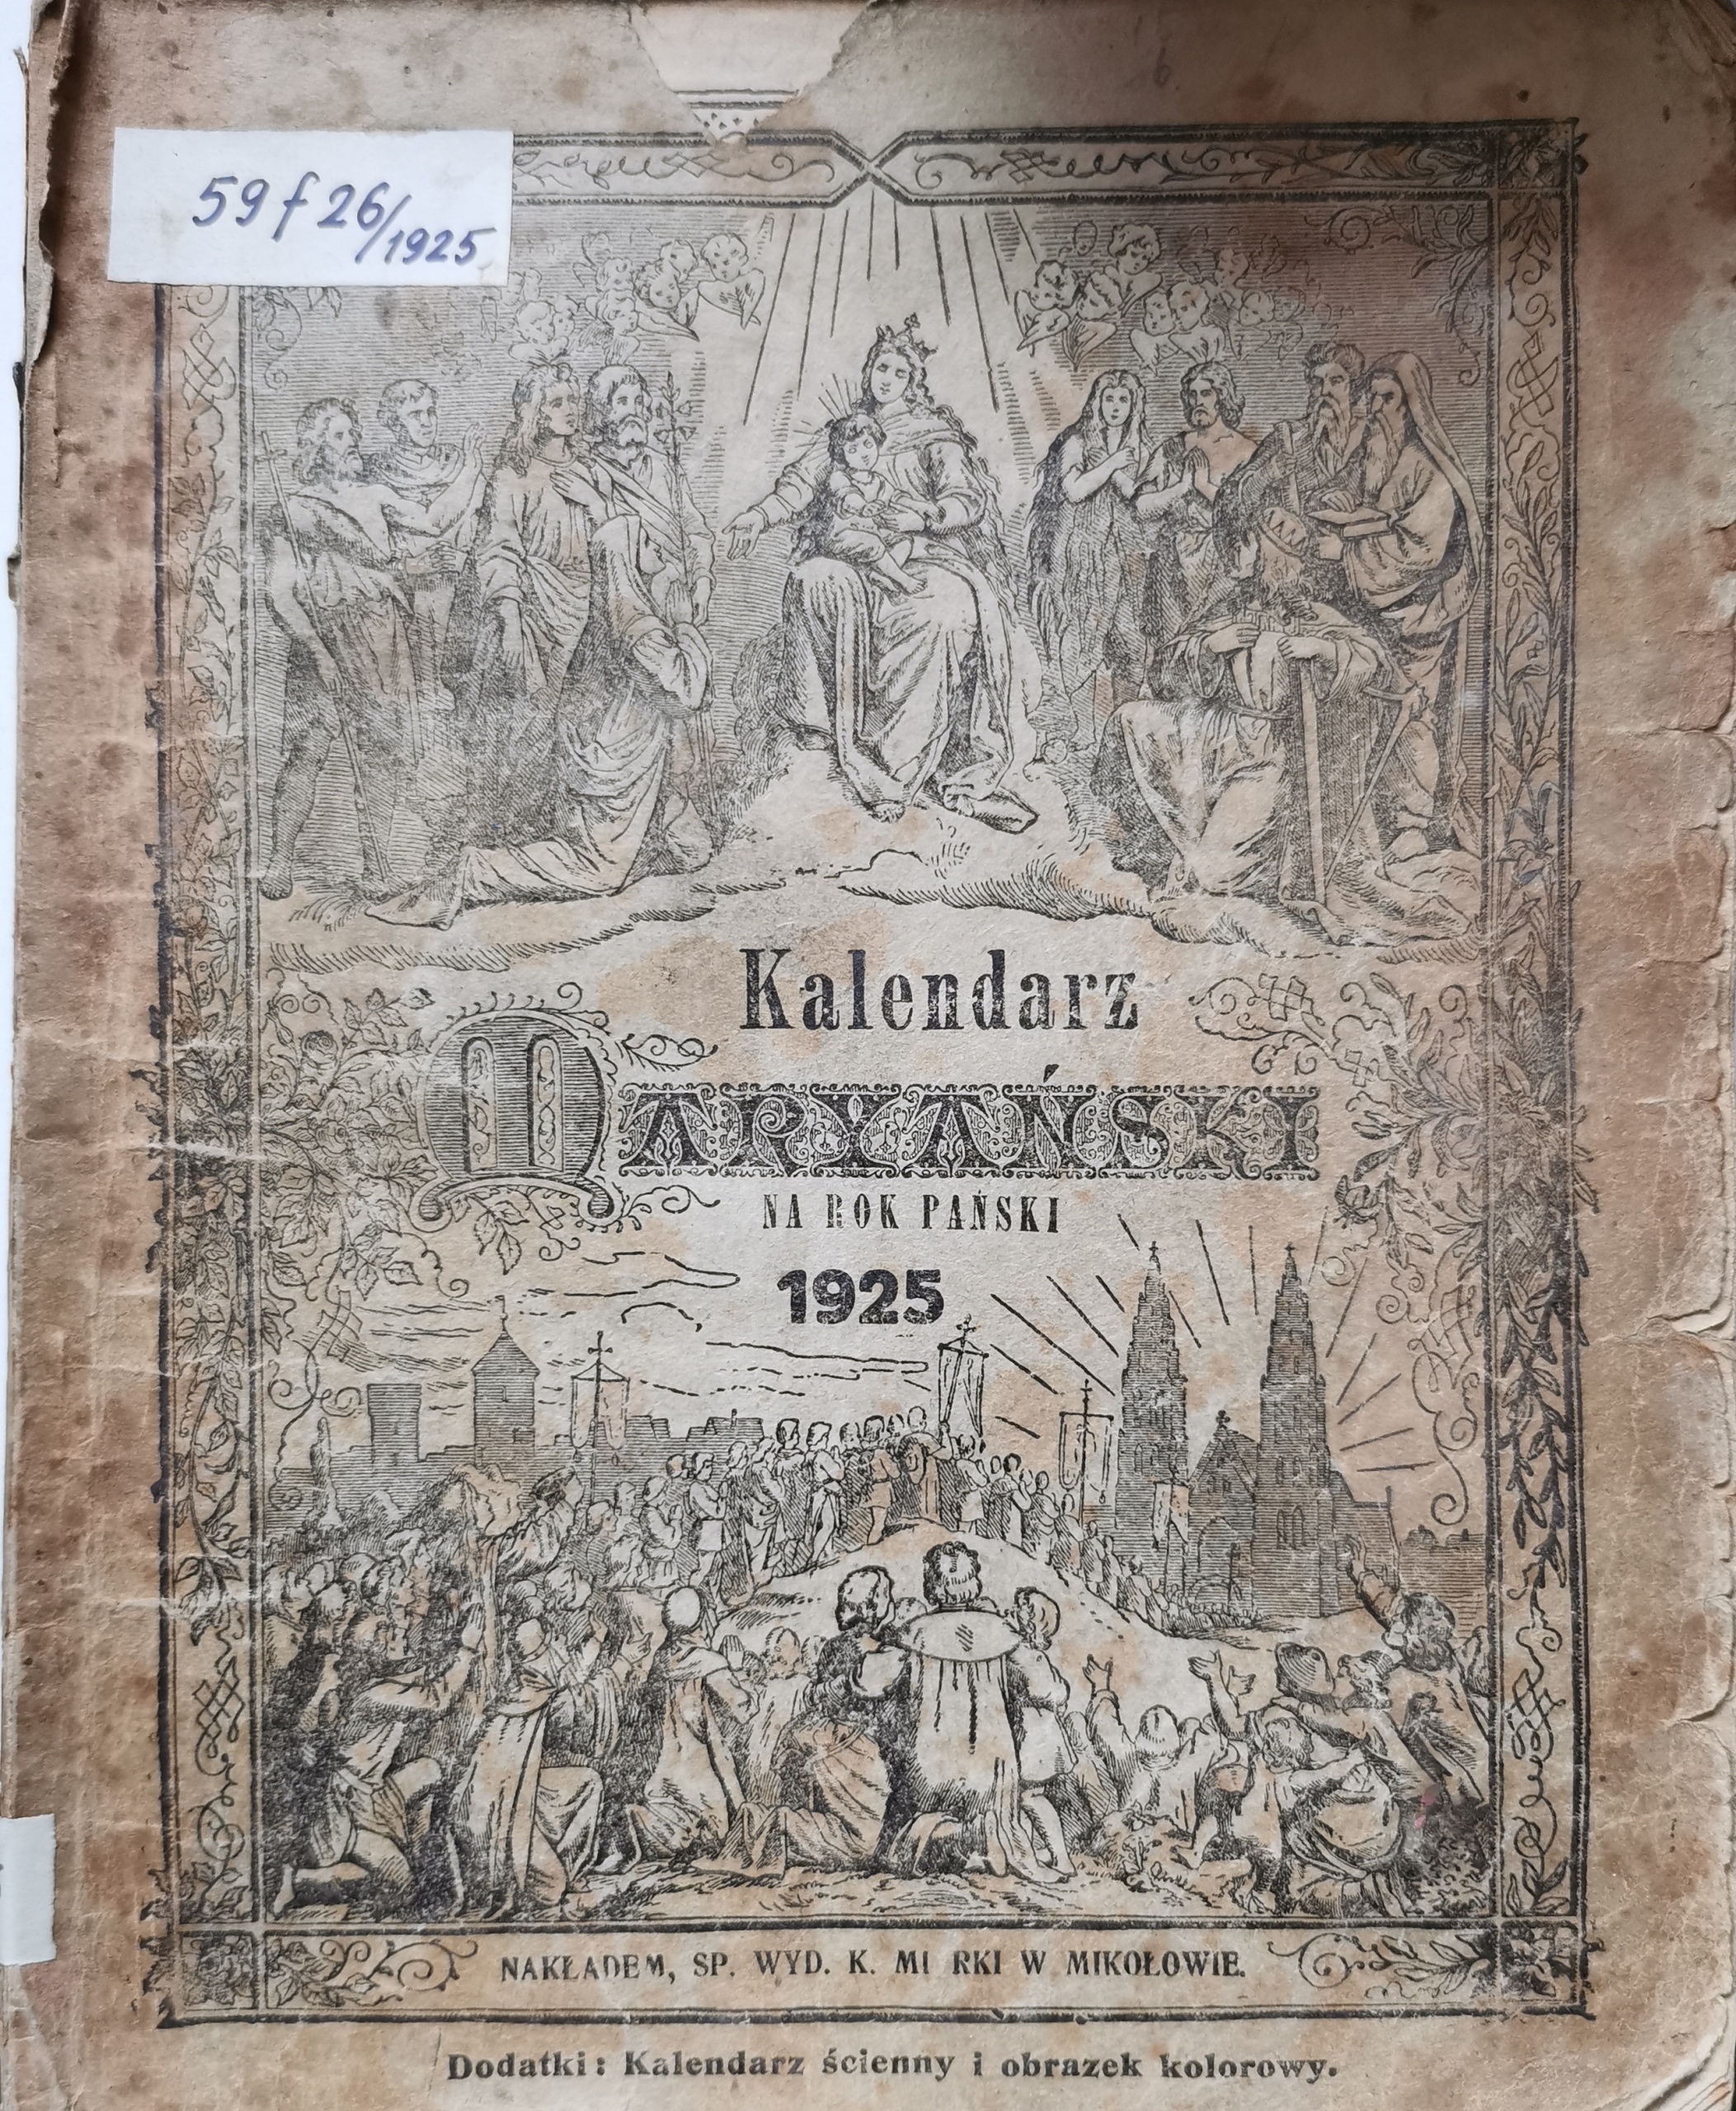 59 f 26/1925
Kalendarz
MARYAŃSKI
NA ROK PAŃSKI
1925
NAKŁADEM, SP. WYD. K. MI RKI W MIKOŁOWIE.
Dodatki: Kalendarz ścienny i obrazek kolorowy.